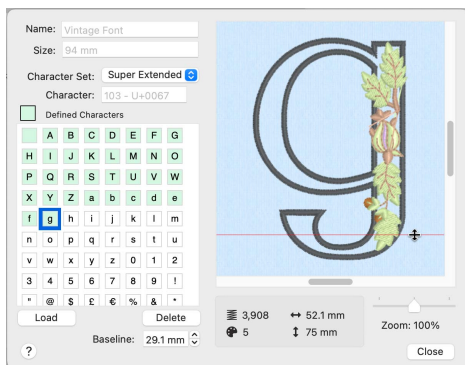 Name: Vintage Font
Size: 94 mm
Character Set: Super Extended
Character: 103 - U+0067
Defined Characters
A B C D E F G
H I J K L M N O
P Q R S T U V W
X Y Z a b c d e
f g h i j k l m
n o p q r s t u
v w x y z 0 1 2
3 4 5 6 7 8 9 !
" @ $ £ € % & *
Load Delete
Baseline: 29.1 mm
?
g
3,908 52.1 mm
5 75 mm
Zoom: 100%
Close